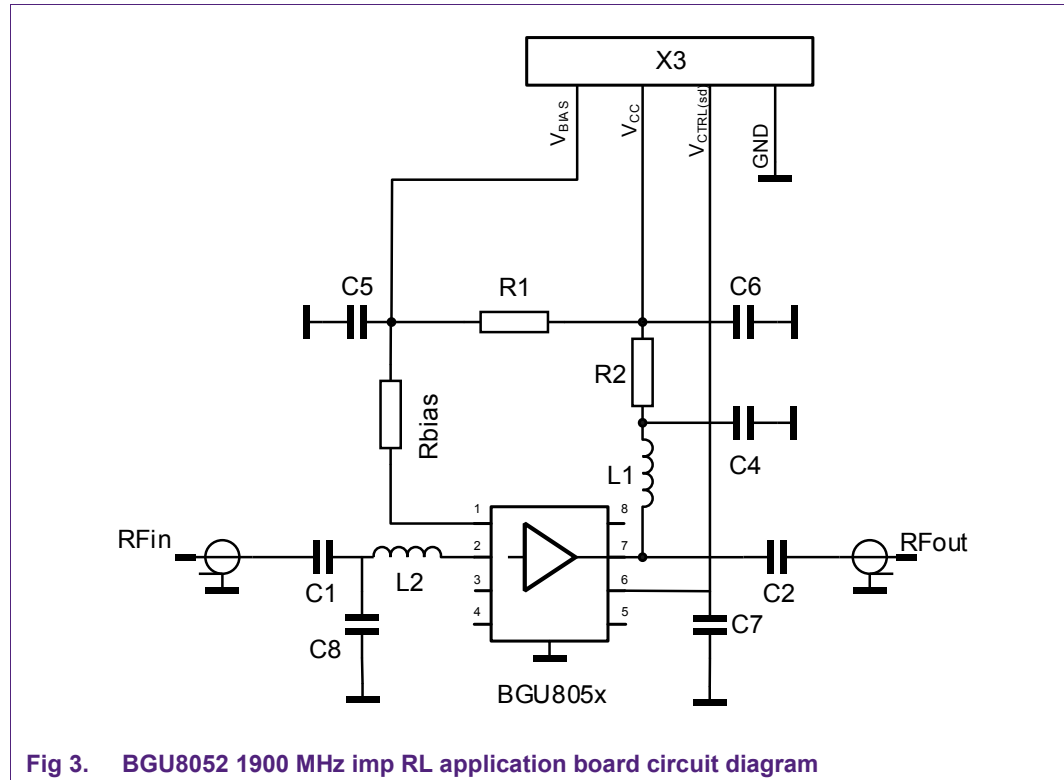 X3
VBIAS
VCC
VCTRL(sd)
GND
C5
R1
C6
R2
Rbias
C4
L1
1
8
RFin
2
7
RFout
C1
L2
3
6
C2
4
5
C8
C7
BGU805x
Fig 3. BGU8052 1900 MHz imp RL application board circuit diagram